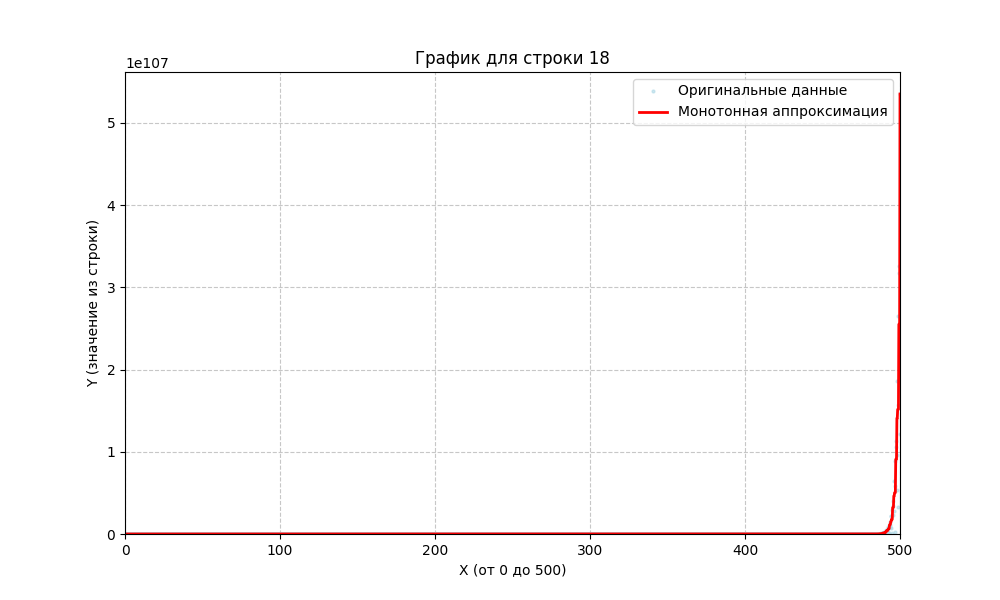 График для строки 18
1e107
Оригинальные данные
Монотонная аппроксимация
Y (значение из строки)
5
4
3
2
1
0
0 100 200 300 400 500
X (от 0 до 500)